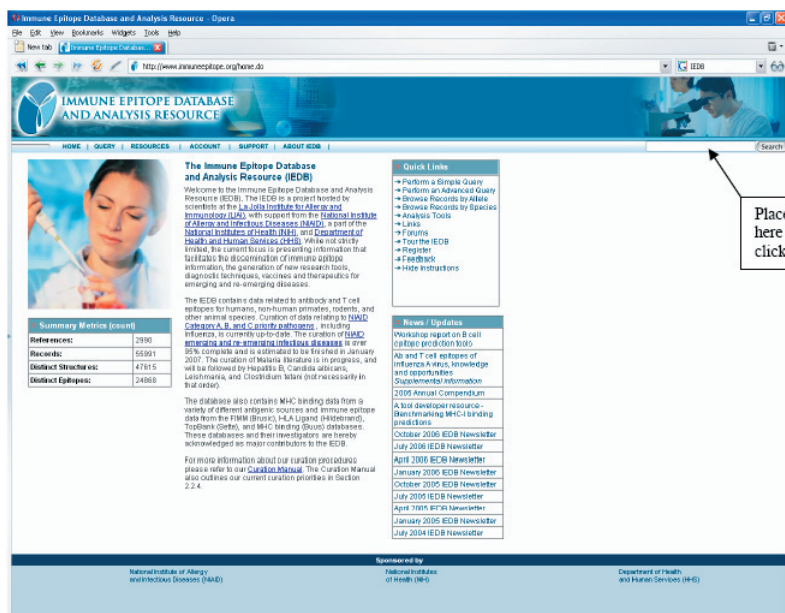 Immune Epitope Database and Analysis Resource - Opera
File Edit View Bookmarks Widgets Tools Help
New tab Immune Epitope Databas...
http://www.immuneepitope.org/home.do
IEDB
IMMUNE EPITOPE DATABASE
AND ANALYSIS RESOURCE
HOME | QUERY | RESOURCES | ACCOUNT | SUPPORT | ABOUT IEDB |
Search
Place
here
click
The Immune Epitope Database
and Analysis Resource (IEDB)
Welcome to the Immune Epitope Database and Analysis
Resource (IEDB). The IEDB is a project hosted by
scientists at the La Jolla Institute for Allergy and
Immunology (LIAI), with support from the National Institute
of Allergy and Infectious Diseases (NIAID), a part of the
National Institutes of Health (NIH), and Department of
Health and Human Services (HHS). While not strictly
limited, the current focus is presenting information that
facilitates the dissemination of immune epitope
information, the generation of new research tools,
diagnostic techniques, vaccines and therapeutics for
emerging and re-emerging diseases.
The IEDB contains data related to antibody and T cell
epitopes for humans, non-human primates, rodents, and
other animal species. Curation of data relating to NIAID
Category A, B, and C priority pathogens , including
Influenza, is currently up-to-date. The curation of NIAID
emerging and re-emerging infectious diseases is over
95% complete and is estimated to be finished in January
2007. The curation of Malaria literature is in progress, and
will be followed by Hepatitis B, Candida albicans,
Leishmania, and Clostridium tetani (not necessarily in
that order).
The database also contains MHC binding data from a
variety of different antigenic sources and immune epitope
data from the FIMM (Brusic), HLA Ligand (Hildebrand),
TopBank (Sette), and MHC binding (Buus) databases.
These databases and their investigators are hereby
acknowledged as major contributors to the IEDB.
For more information about our curation procedures
please refer to our Curation Manual. The Curation Manual
also outlines our current curation priorities in Section
2.2.4.
Summary Metrics (count)
References: 2990
Records: 55091
Distinct Structures: 47815
Distinct Epitopes: 24868
Quick Links
Perform a Simple Query
Perform an Advanced Query
Browse Records by Allele
Browse Records by Species
Analysis Tools
Links
Forums
Tour the IEDB
Register
Feedback
Hide Instructions
News / Updates
Workshop report on B cell
epitope prediction tools
Ab and T cell epitopes of
Influenza A virus, knowledge
and opportunities
Supplemental information
2005 Annual Compendium
A tool developer resource -
Benchmarking MHC-I binding
predictions
October 2006 IEDB Newsletter
July 2006 IEDB Newsletter
April 2006 IEDB Newsletter
January 2006 IEDB Newsletter
October 2005 IEDB Newsletter
July 2005 IEDB Newsletter
April 2005 IEDB Newsletter
January 2005 IEDB Newsletter
July 2004 IEDB Newsletter
Sponsored by
National Institute of Allergy
and Infectious Diseases (NIAID)
National Institutes
of Health (NIH)
Department of Health
and Human Services (HHS)